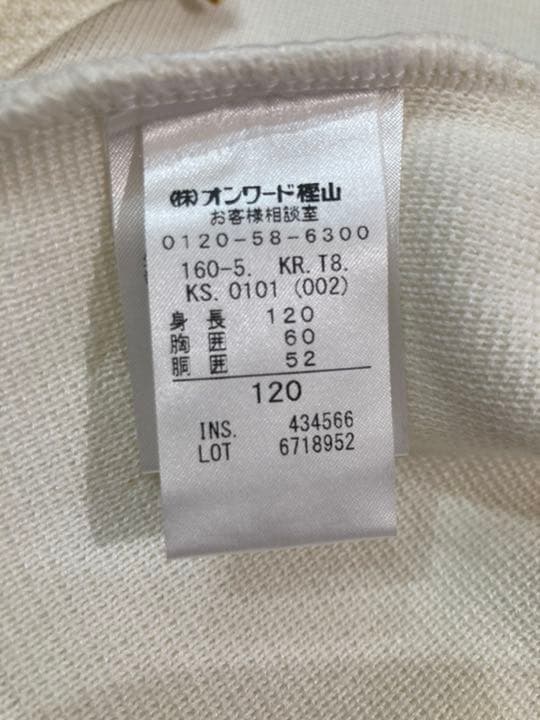 (株)オンワード樫山
お客様相談室
0120-58-6300
160-5. KR.T8.
KS.0101(002)
身長 120
胸囲 60
胴囲 52
120
INS. 434566
LOT 6718952